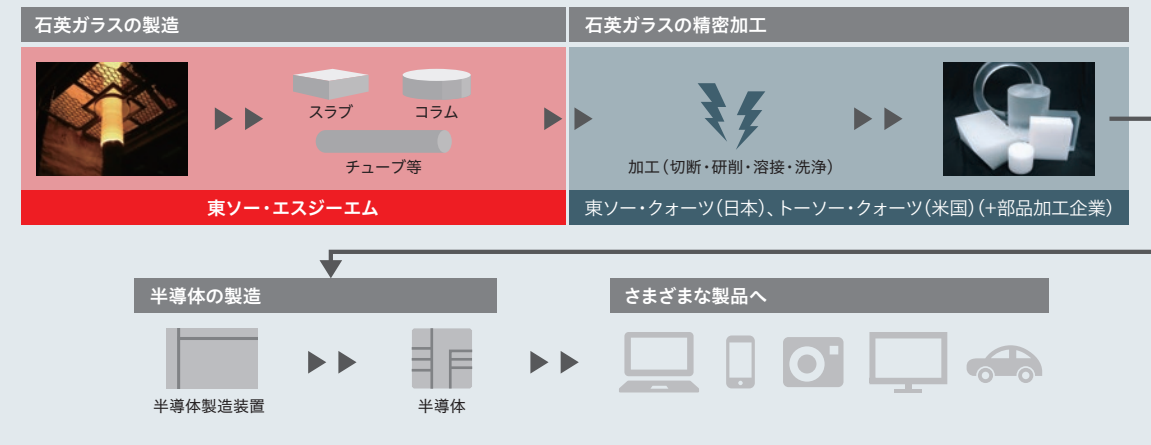 石英ガラスの製造
石英ガラスの精密加工
スラブ
コラム
チューブ等
加工(切断・研削・溶接・洗浄)
東ソー・エスジーエム
東ソー・クォーツ(日本)、トーソー・クォーツ(米国)(+部品加工企業)
半導体の製造
さまざまな製品へ
半導体製造装置
半導体